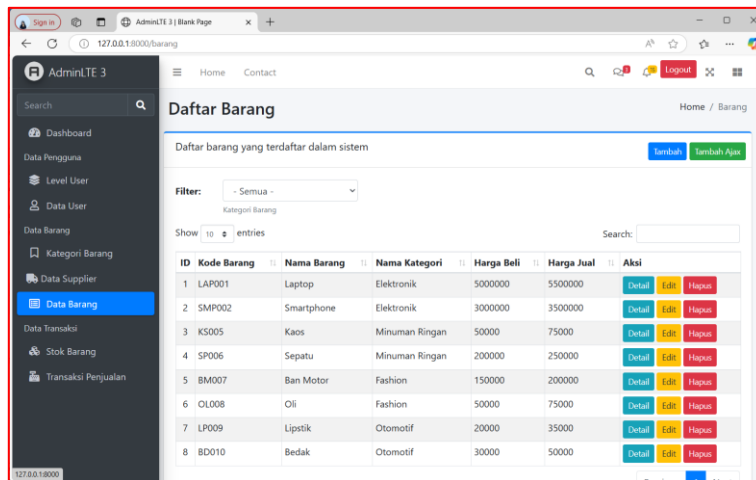 Sign in
AdminLTE 3 | Blank Page
127.0.0.1:8000/barang
AdminLTE 3
Home Contact
Logout
Search
Daftar Barang
Home / Barang
Dashboard
Data Pengguna
Level User
Data User
Data Barang
Kategori Barang
Data Supplier
Data Barang
Data Transaksi
Stok Barang
Transaksi Penjualan
Daftar barang yang terdaftar dalam sistem
Tambah Tambah Ajax
Filter: - Semua -
Kategori Barang
Show 10 entries
Search:
ID Kode Barang Nama Barang Nama Kategori Harga Beli Harga Jual Aksi
1 LAP001 Laptop Elektronik 5000000 5500000 Detail Edit Hapus
2 SMP002 Smartphone Elektronik 3000000 3500000 Detail Edit Hapus
3 KS005 Kaos Minuman Ringan 50000 75000 Detail Edit Hapus
4 SP006 Sepatu Minuman Ringan 200000 250000 Detail Edit Hapus
5 BM007 Ban Motor Fashion 150000 200000 Detail Edit Hapus
6 OL008 Oli Fashion 50000 75000 Detail Edit Hapus
7 LP009 Lipstik Otomotif 20000 35000 Detail Edit Hapus
8 BD010 Bedak Otomotif 30000 50000 Detail Edit Hapus
127.0.0.1:8000